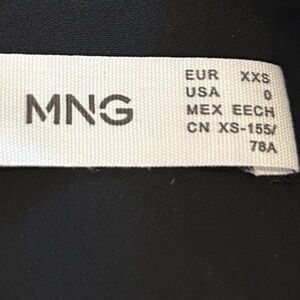 MNG
EUR XXS
USA 0
MEX EECH
CN XS-155/
78A